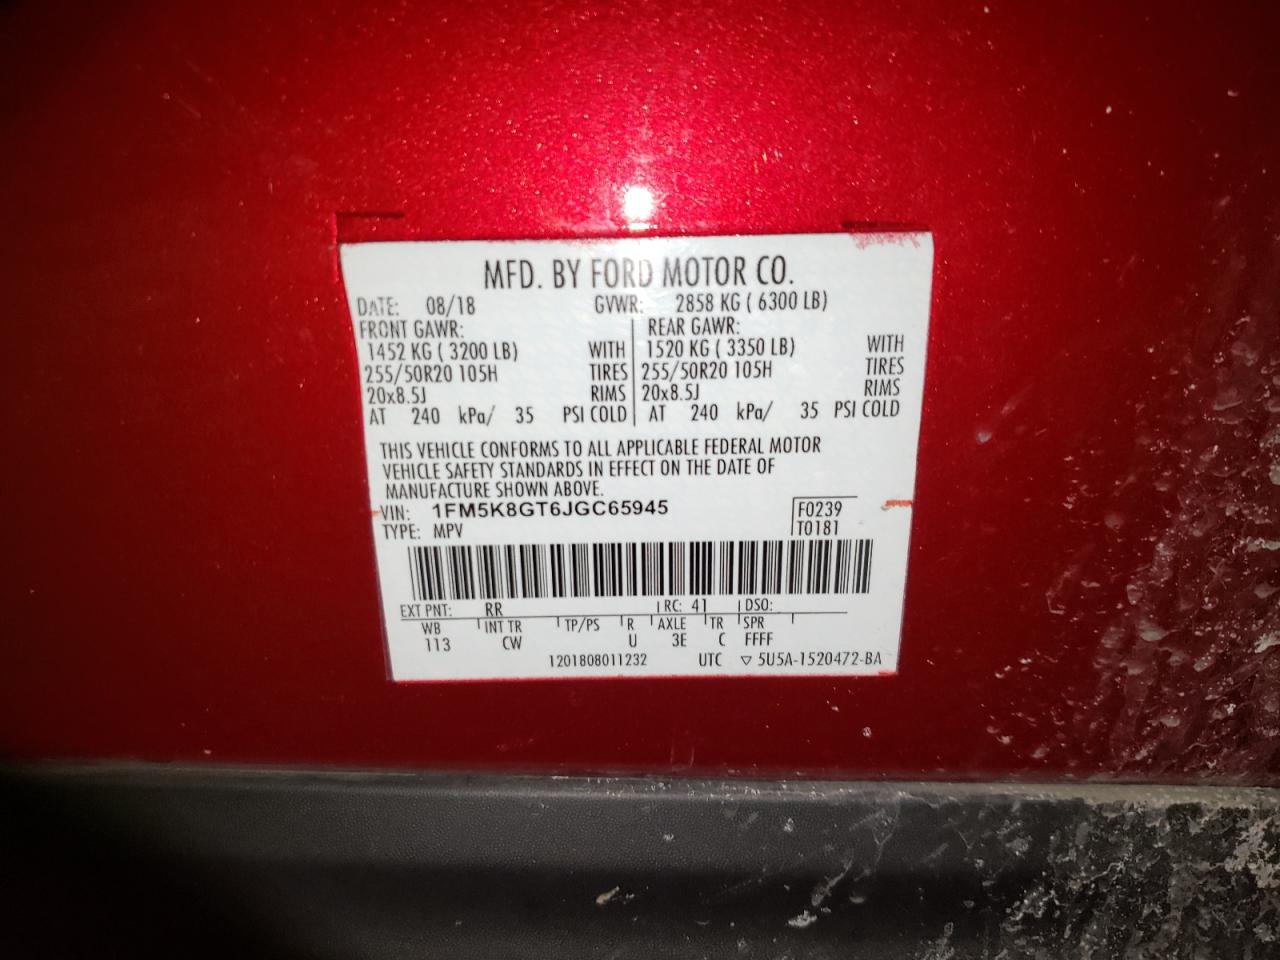 MFD. BY FORD MOTOR CO.
DATE: 08/18 GVWR: 2858 KG ( 6300 LB)
FRONT GAWR: REAR GAWR:
1452 KG ( 3200 LB) WITH 1520 KG ( 3350 LB) WITH
255/50R20 105H TIRES 255/50R20 105H TIRES
20x8.5J RIMS 20x8.5J RIMS
AT 240 kPa/ 35 PSI COLD AT 240 kPa/ 35 PSI COLD
THIS VEHICLE CONFORMS TO ALL APPLICABLE FEDERAL MOTOR
VEHICLE SAFETY STANDARDS IN EFFECT ON THE DATE OF
MANUFACTURE SHOWN ABOVE.
VIN: 1FM5K8GT6JGC65945 F0239
TYPE: MPV T0181
EXT PNT: RR RC: 41 DSO:
WB INT TR TP/PS R AXLE TR SPR
113 CW U 3E C FFFF
1201808011232 UTC ▽ 5U5A-1520472-BA